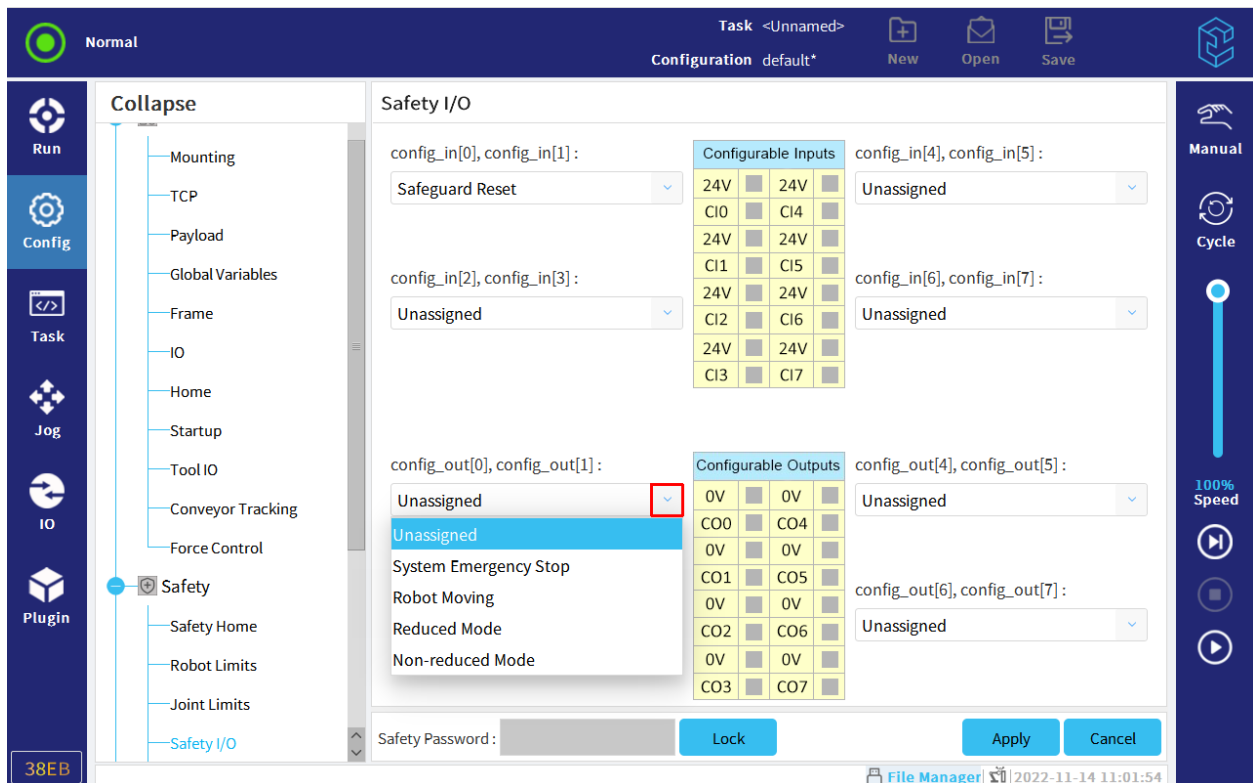 Normal
Task <Unnamed>
Configuration default*
New
Open
Save
Run
Config
Task
Jog
IO
Plugin
38EB
Collapse
Mounting
TCP
Payload
Global Variables
Frame
IO
Home
Startup
Tool IO
Conveyor Tracking
Force Control
Safety
Safety Home
Robot Limits
Joint Limits
Safety I/O
Safety I/O
config_in[0], config_in[1] :
Safeguard Reset
config_in[2], config_in[3] :
Unassigned
Configurable Inputs
24V 24V
CI0 CI4
24V 24V
CI1 CI5
24V 24V
CI2 CI6
24V 24V
CI3 CI7
config_in[4], config_in[5] :
Unassigned
config_in[6], config_in[7] :
Unassigned
config_out[0], config_out[1] :
Unassigned
Unassigned
System Emergency Stop
Robot Moving
Reduced Mode
Non-reduced Mode
Configurable Outputs
0V 0V
CO0 CO4
0V 0V
CO1 CO5
0V 0V
CO2 CO6
0V 0V
CO3 CO7
config_out[4], config_out[5] :
Unassigned
config_out[6], config_out[7] :
Unassigned
Safety Password :
Lock
Apply
Cancel
File Manager
2022-11-14 11:01:54
Manual
Cycle
100%
Speed